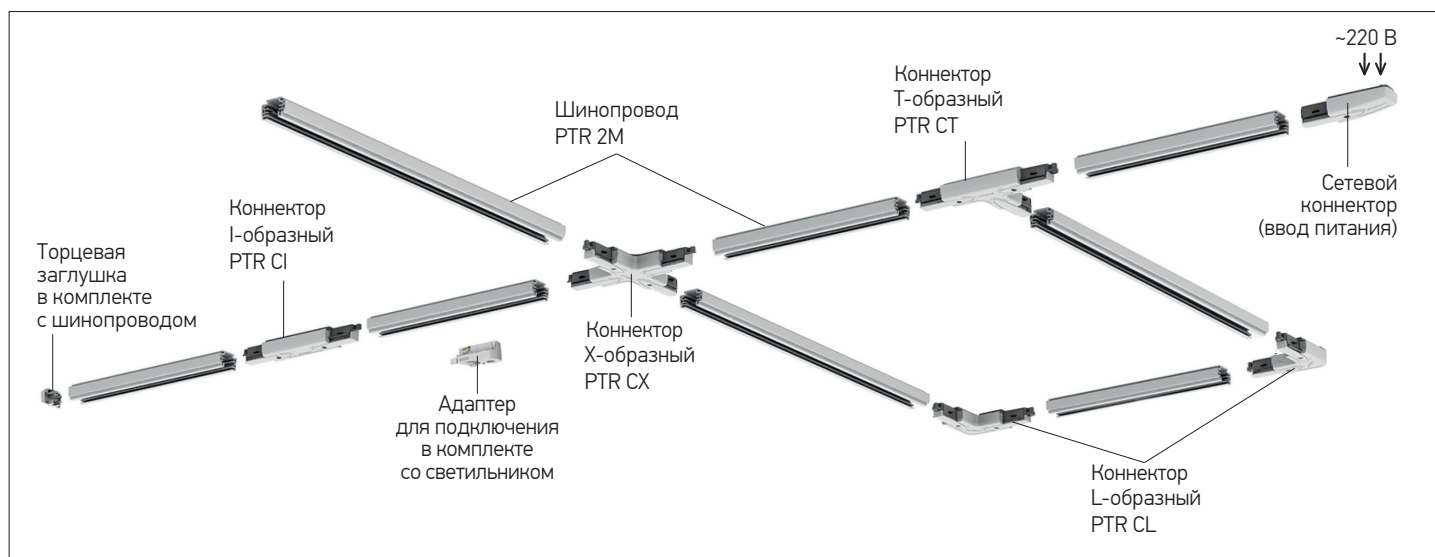 ~220 В
Коннектор
T-образный
PTR CT
Шинопровод
PTR 2M
Сетевой
коннектор
(ввод питания)
Коннектор
I-образный
PTR CI
Торцевая
заглушка
в комплекте
с шинопроводом
Коннектор
X-образный
PTR CX
Адаптер
для подключения
в комплекте
со светильником
Коннектор
L-образный
PTR CL